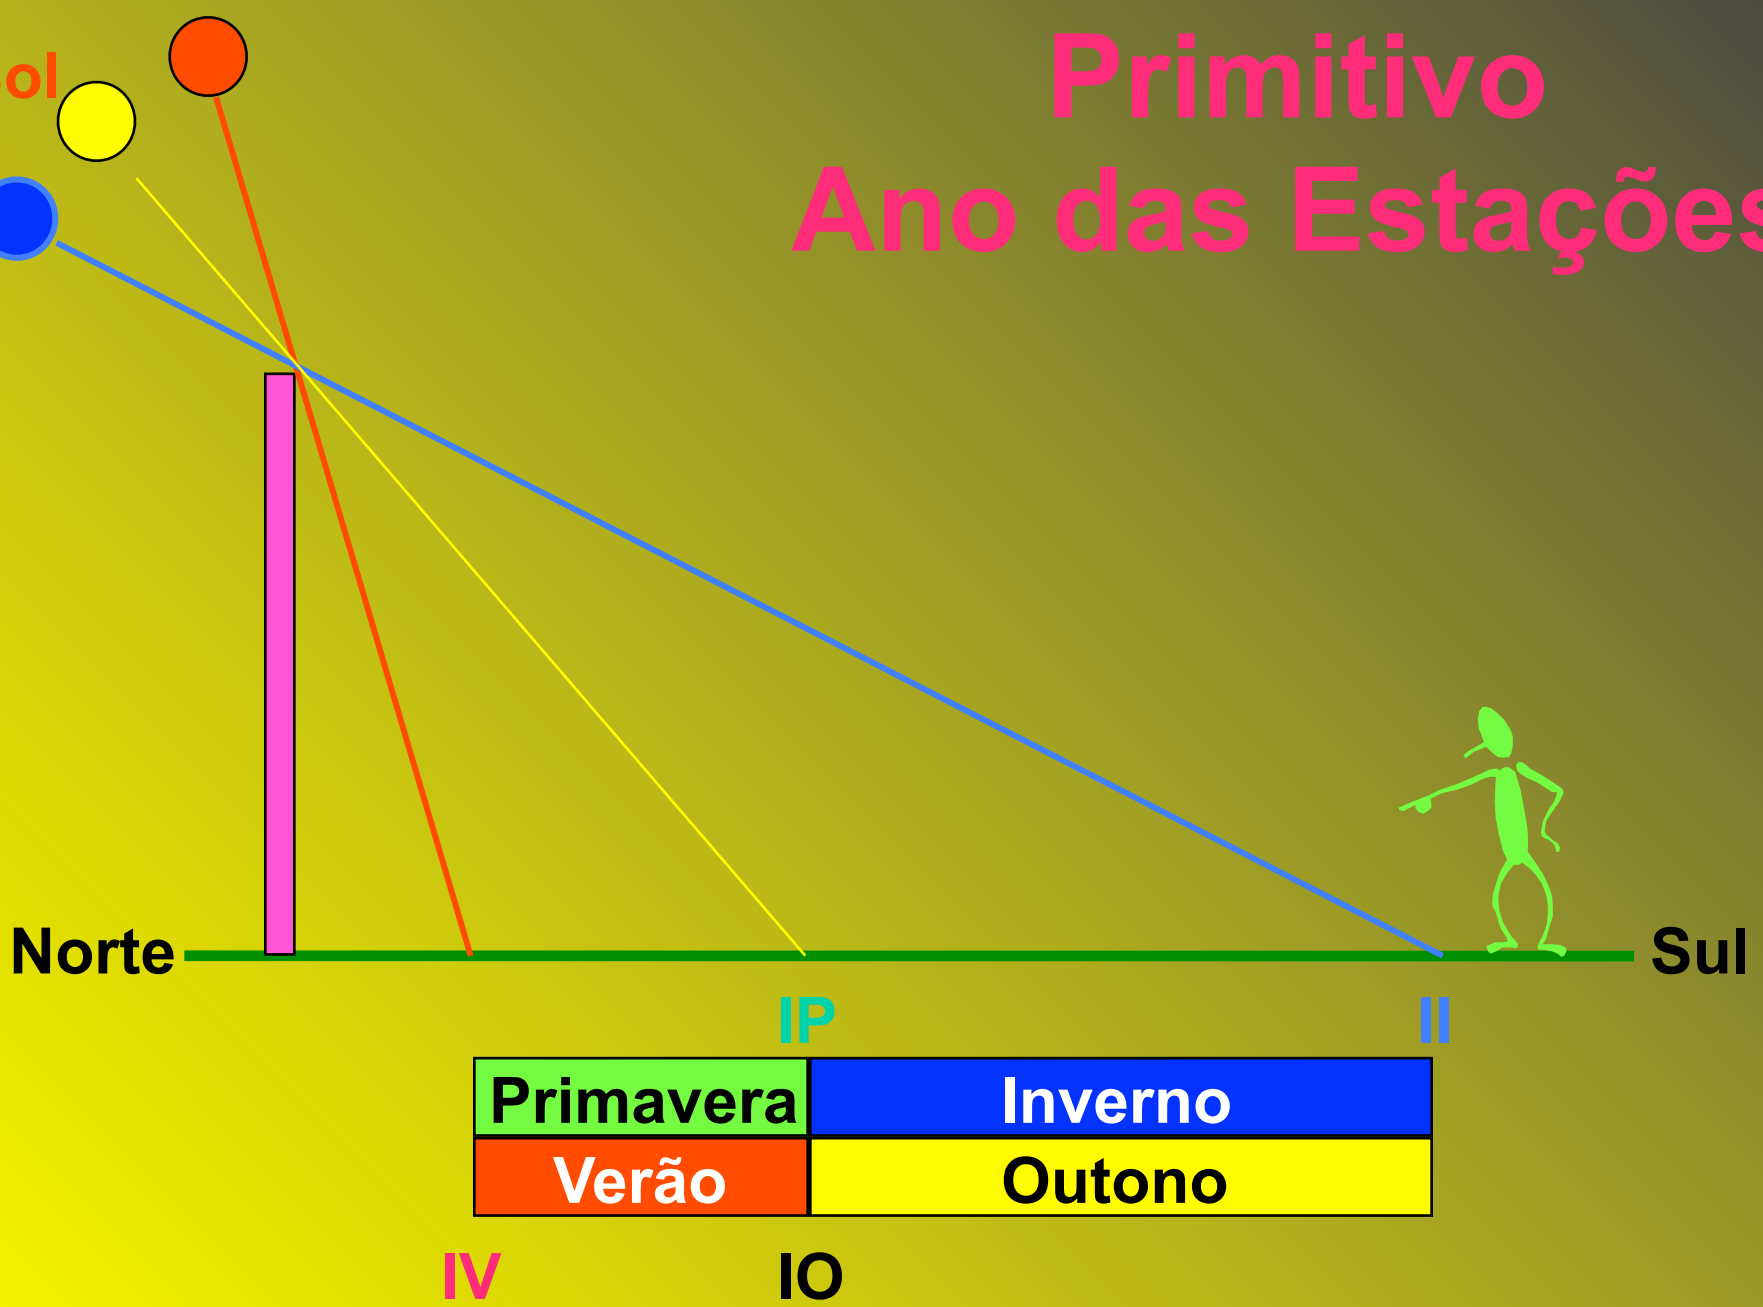 Primitivo
ol
Ano das Estações
Norte
Sul
IP
II
Primavera
Inverno
Verão
Outono
IV
IO